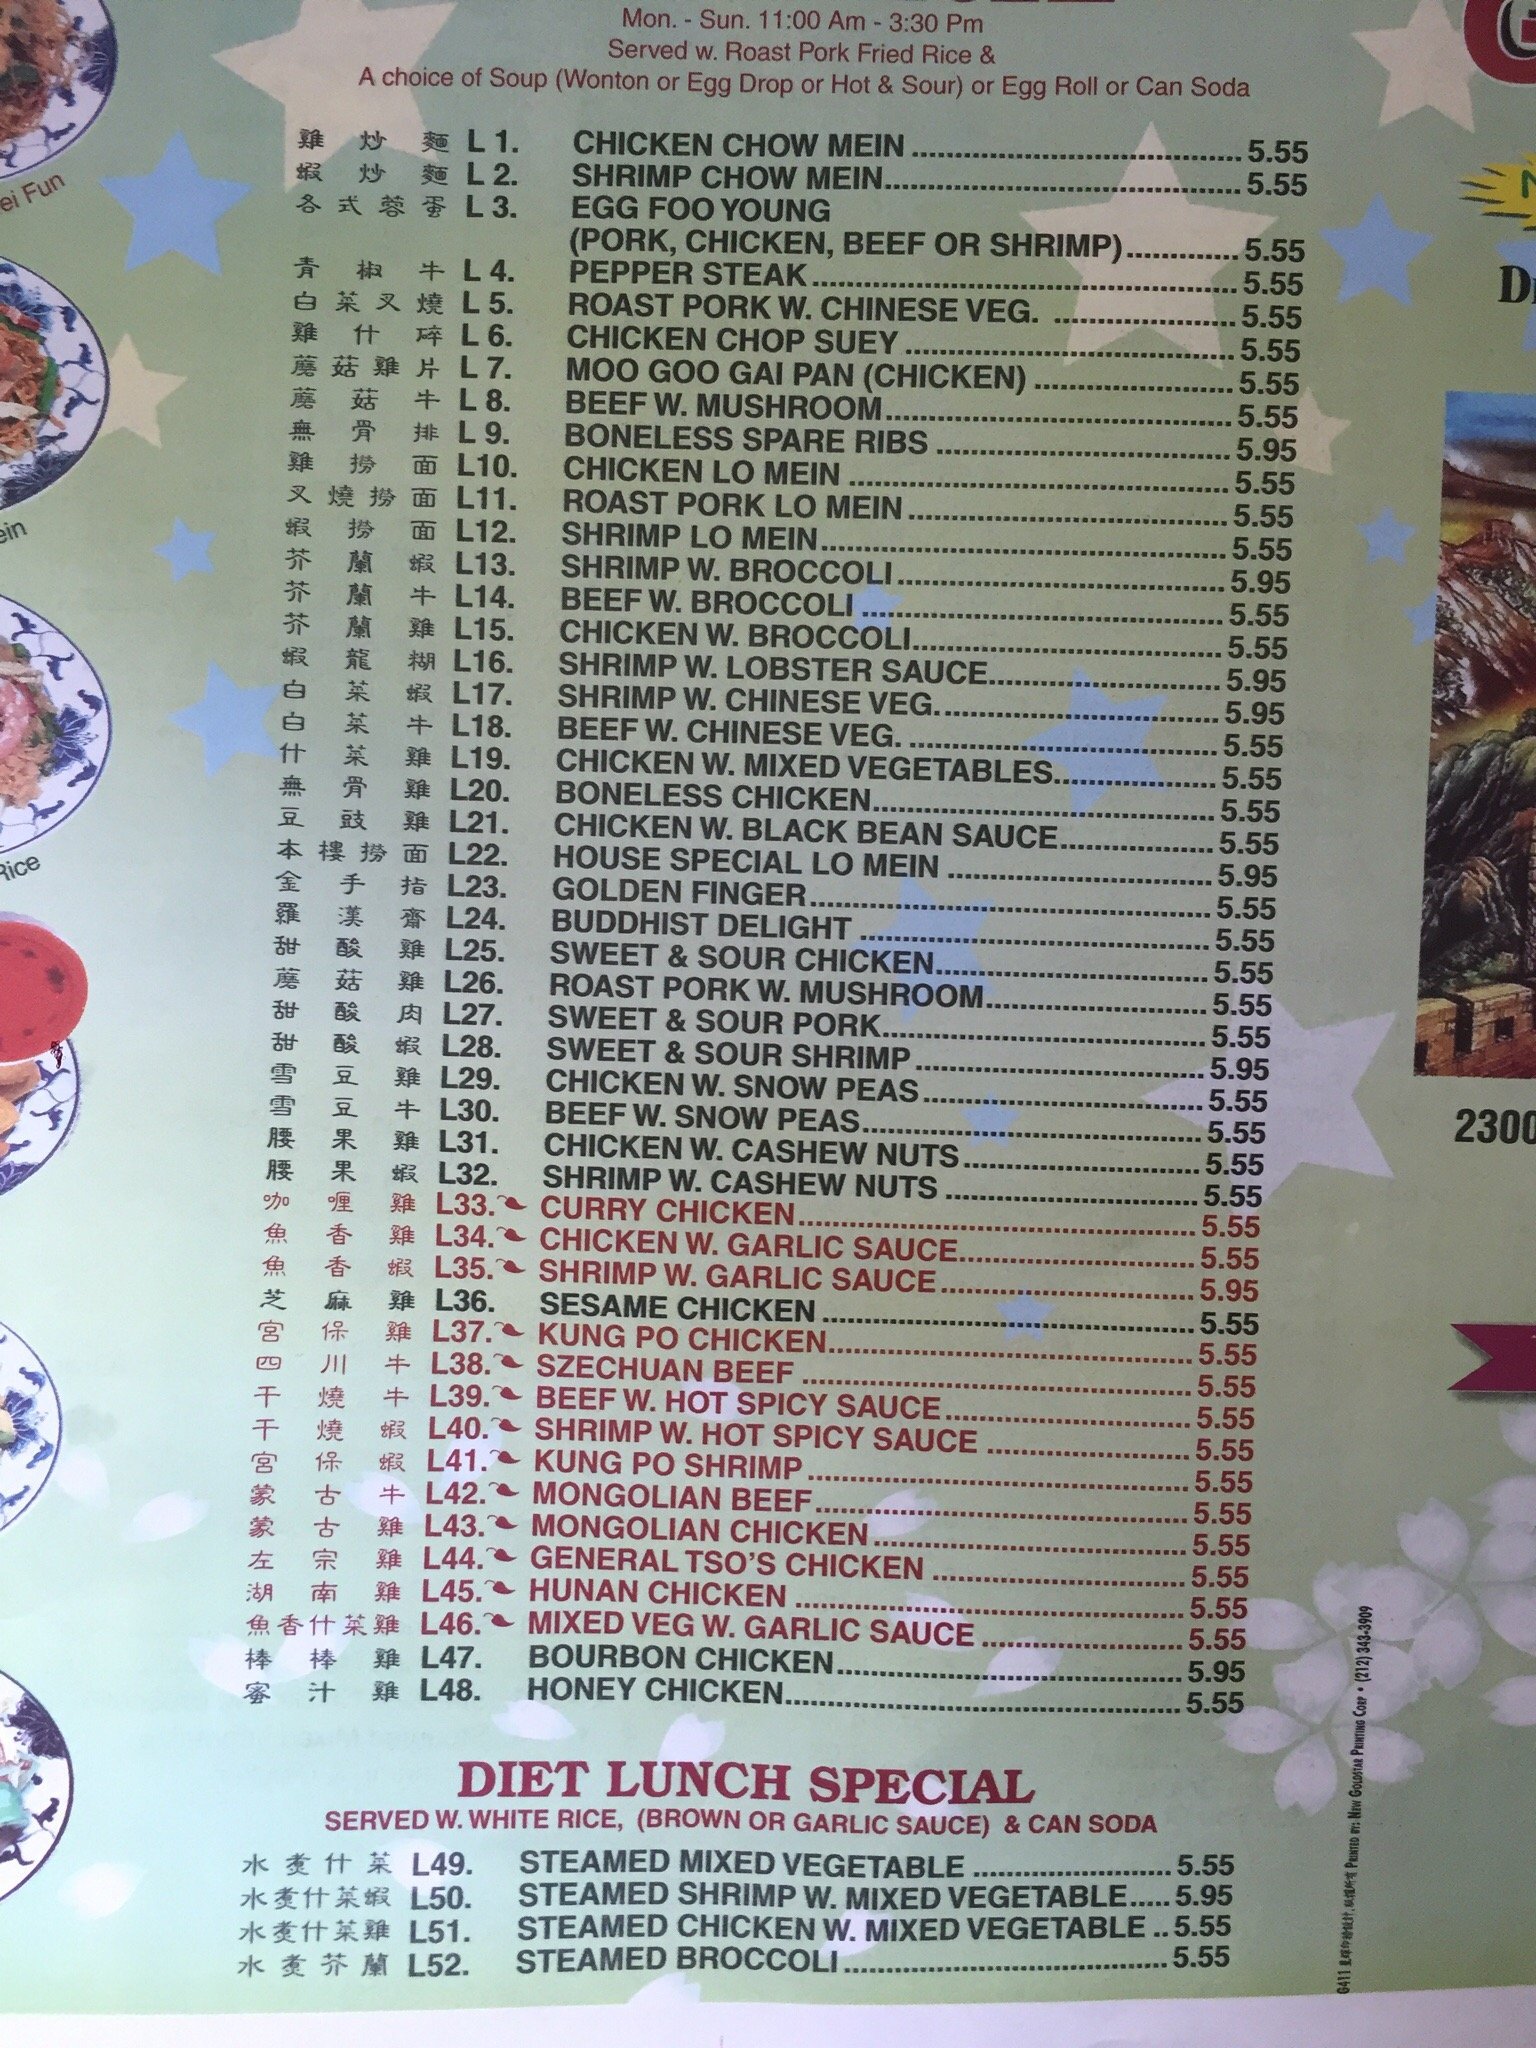 Mon. - Sun. 11:00 Am - 3:30 Pm
Served w. Roast Pork Fried Rice &
A choice of Soup (Wonton or Egg Drop or Hot & Sour) or Egg Roll or Can Soda
雞炒麵 L 1. CHICKEN CHOW MEIN 5.55
蝦炒麵 L 2. SHRIMP CHOW MEIN 5.55
各式蓉蛋 L 3. EGG FOO YOUNG
(PORK, CHICKEN, BEEF OR SHRIMP) 5.55
青椒牛 L 4. PEPPER STEAK 5.55
白菜叉燒 L 5. ROAST PORK W. CHINESE VEG. 5.55
雞什碎 L 6. CHICKEN CHOP SUEY 5.55
蘑菇雞片 L 7. MOO GOO GAI PAN (CHICKEN) 5.55
蘑菇牛 L 8. BEEF W. MUSHROOM 5.55
無骨排 L 9. BONELESS SPARE RIBS 5.95
雞撈面 L10. CHICKEN LO MEIN 5.55
叉燒撈面 L11. ROAST PORK LO MEIN 5.55
蝦撈面 L12. SHRIMP LO MEIN 5.55
芥蘭蝦 L13. SHRIMP W. BROCCOLI 5.95
芥蘭牛 L14. BEEF W. BROCCOLI 5.55
芥蘭雞 L15. CHICKEN W. BROCCOLI 5.55
蝦龍糊 L16. SHRIMP W. LOBSTER SAUCE 5.95
白菜蝦 L17. SHRIMP W. CHINESE VEG. 5.95
白菜牛 L18. BEEF W. CHINESE VEG. 5.55
什菜雞 L19. CHICKEN W. MIXED VEGETABLES 5.55
無骨雞 L20. BONELESS CHICKEN 5.55
豆豉雞 L21. CHICKEN W. BLACK BEAN SAUCE 5.55
本樓撈面 L22. HOUSE SPECIAL LO MEIN 5.95
金手指 L23. GOLDEN FINGER 5.55
羅漢齋 L24. BUDDHIST DELIGHT 5.55
甜酸雞 L25. SWEET & SOUR CHICKEN 5.55
蘑菇雞 L26. ROAST PORK W. MUSHROOM 5.55
甜酸肉 L27. SWEET & SOUR PORK 5.55
甜酸蝦 L28. SWEET & SOUR SHRIMP 5.95
雪豆雞 L29. CHICKEN W. SNOW PEAS 5.55
雪豆牛 L30. BEEF W. SNOW PEAS 5.55
腰果雞 L31. CHICKEN W. CASHEW NUTS 5.55
腰果蝦 L32. SHRIMP W. CASHEW NUTS 5.55
咖喱雞 L33. CURRY CHICKEN 5.55
魚香雞 L34. CHICKEN W. GARLIC SAUCE 5.55
魚香蝦 L35. SHRIMP W. GARLIC SAUCE 5.95
芝麻雞 L36. SESAME CHICKEN 5.55
宮保雞 L37. KUNG PO CHICKEN 5.55
四川牛 L38. SZECHUAN BEEF 5.55
干燒牛 L39. BEEF W. HOT SPICY SAUCE 5.55
干燒蝦 L40. SHRIMP W. HOT SPICY SAUCE 5.55
宮保蝦 L41. KUNG PO SHRIMP 5.55
蒙古牛 L42. MONGOLIAN BEEF 5.55
蒙古雞 L43. MONGOLIAN CHICKEN 5.55
左宗雞 L44. GENERAL TSO'S CHICKEN 5.55
湖南雞 L45. HUNAN CHICKEN 5.55
魚香什菜雞 L46. MIXED VEG W. GARLIC SAUCE 5.55
棒棒雞 L47. BOURBON CHICKEN 5.95
蜜汁雞 L48. HONEY CHICKEN 5.55
DIET LUNCH SPECIAL
SERVED W. WHITE RICE, (BROWN OR GARLIC SAUCE) & CAN SODA
水煮什菜 L49. STEAMED MIXED VEGETABLE 5.55
水煮什菜蝦 L50. STEAMED SHRIMP W. MIXED VEGETABLE 5.95
水煮什菜雞 L51. STEAMED CHICKEN W. MIXED VEGETABLE 5.55
水煮芥蘭 L52. STEAMED BROCCOLI 5.55
ei Fun
ein
Rice
2300
G411
PRINTED BY: NEW GOLDSTAR PRINTING CORP • (212) 343-3909